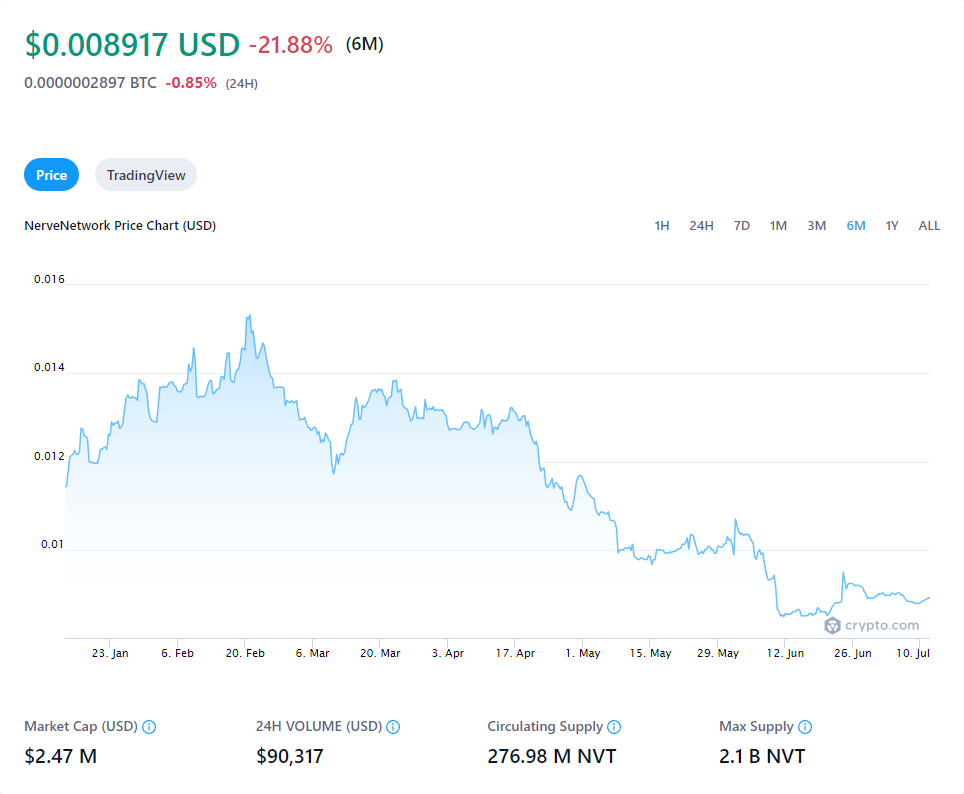 $0.008917 USD -21.88% (6M)
0.0000002897 BTC -0.85% (24H)
Price TradingView
NerveNetwork Price Chart (USD) 1H 24H 7D 1M 3M 6M 1Y ALL
0.016
0.014
0.012
0.01
crypto.com
23. Jan 6. Feb 20. Feb 6. Mar 20. Mar 3. Apr 17. Apr 1. May 15. May 29. May 12. Jun 26. Jun 10. Jul
Market Cap (USD) 24H VOLUME (USD) Circulating Supply Max Supply
$2.47 M $90,317 276.98 M NVT 2.1 B NVT